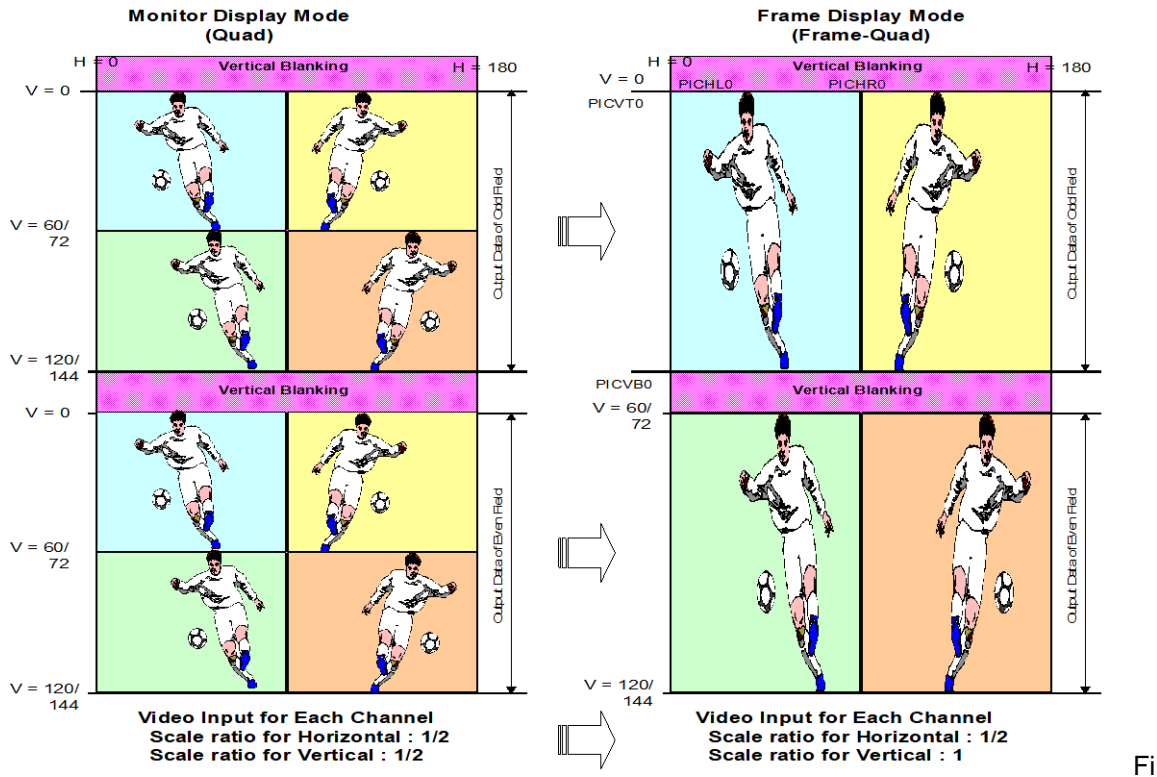 Monitor Display Mode
(Quad)
H = 0
Vertical Blanking
H = 180
V = 0
V = 60/
72
V = 120/
144
Output Data of Odd Field
Vertical Blanking
V = 0
V = 60/
72
V = 120/
144
Output Data of Even Field
Video Input for Each Channel
Scale ratio for Horizontal : 1/2
Scale ratio for Vertical : 1/2
Frame Display Mode
(Frame-Quad)
H = 0
Vertical Blanking
H = 180
V = 0
PICHL0
PICHR0
PICVT0
Output Data of Odd Field
PICVB0
Vertical Blanking
V = 60/
72
V = 120/
144
Output Data of Even Field
Video Input for Each Channel
Scale ratio for Horizontal : 1/2
Scale ratio for Vertical : 1
Fi